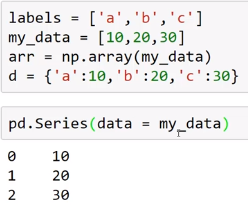 labels = ['a','b','c']
my_data = [10,20,30]
arr = np.array(my_data)
d = {'a':10,'b':20,'c':30}
pd.Series(data = my_data)
0    10
1    20
2    30